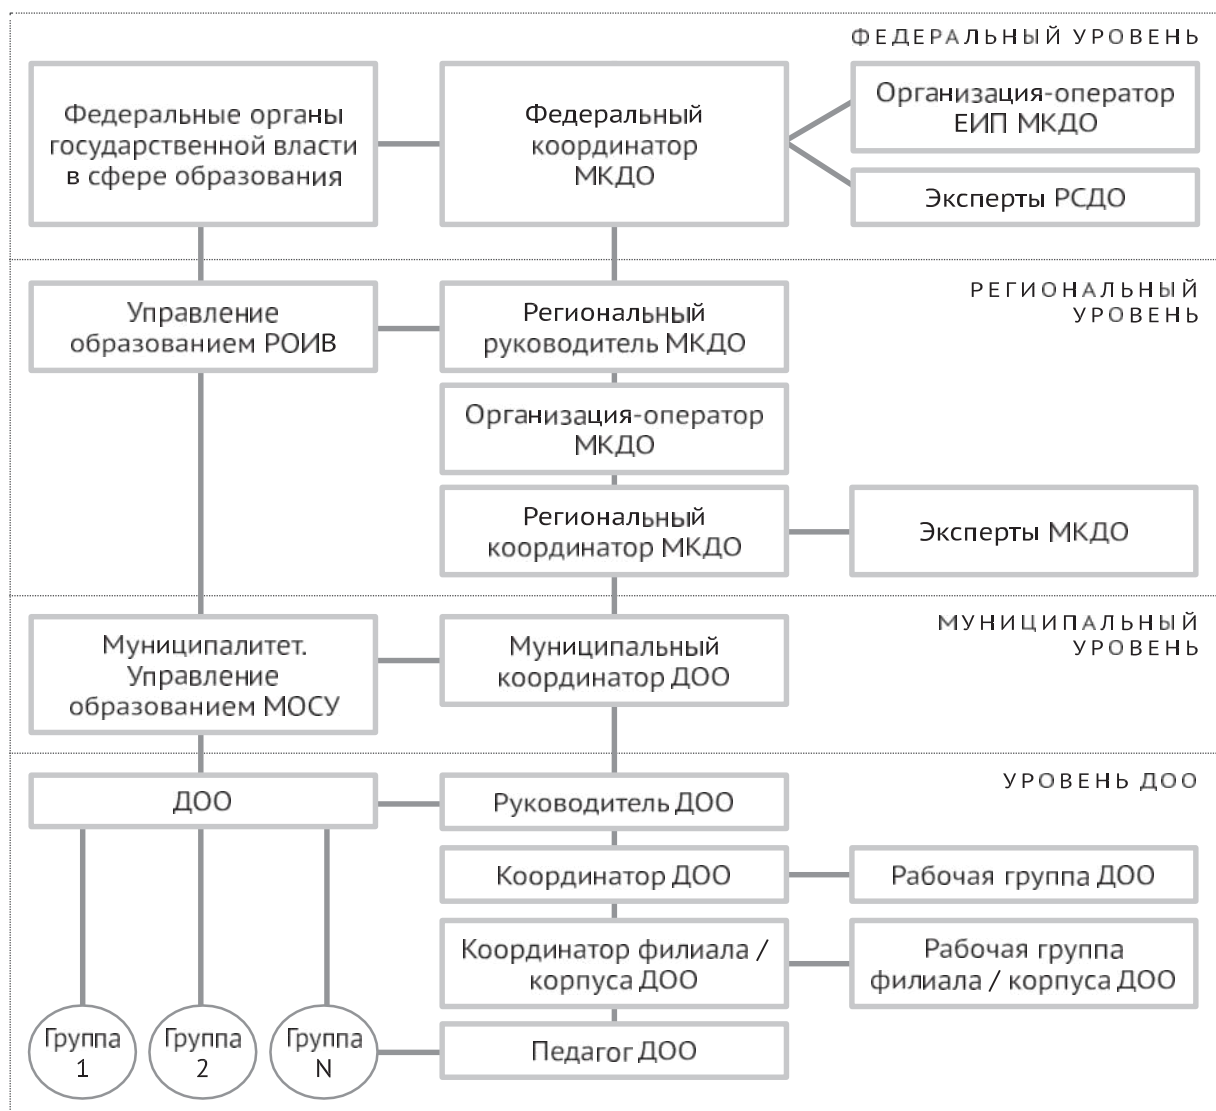 ФЕДЕРАЛЬНЫЙ УРОВЕНЬ
Федеральные органы
государственной власти
в сфере образования
Федеральный
координатор
МКДО
Организация-оператор
ЕИП МКДО
Эксперты РСДО
РЕГИОНАЛЬНЫЙ
УРОВЕНЬ
Управление
образованием РОИВ
Региональный
руководитель МКДО
Организация-оператор
МКДО
Региональный
координатор МКДО
Эксперты МКДО
МУНИЦИПАЛЬНЫЙ
УРОВЕНЬ
Муниципалитет.
Управление
образованием МОСУ
Муниципальный
координатор ДОО
УРОВЕНЬ ДОО
ДОО
Руководитель ДОО
Координатор ДОО
Рабочая группа ДОО
Координатор филиала /
корпуса ДОО
Рабочая группа
филиала / корпуса ДОО
Группа
1
Группа
2
Группа
N
Педагог ДОО